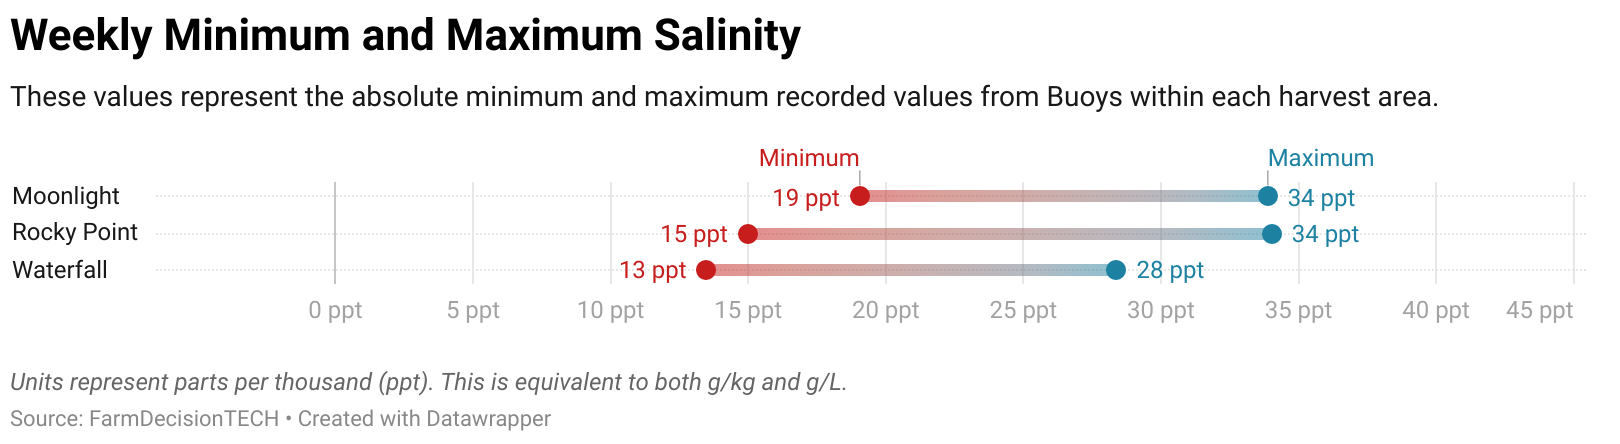 Weekly Minimum and Maximum Salinity
These values represent the absolute minimum and maximum recorded values from Buoys within each harvest area.
Minimum Maximum
Moonlight 19 ppt 34 ppt
Rocky Point 15 ppt 34 ppt
Waterfall 13 ppt 28 ppt
0 ppt 5 ppt 10 ppt 15 ppt 20 ppt 25 ppt 30 ppt 35 ppt 40 ppt 45 ppt
Units represent parts per thousand (ppt). This is equivalent to both g/kg and g/L.
Source: FarmDecisionTECH • Created with Datawrapper